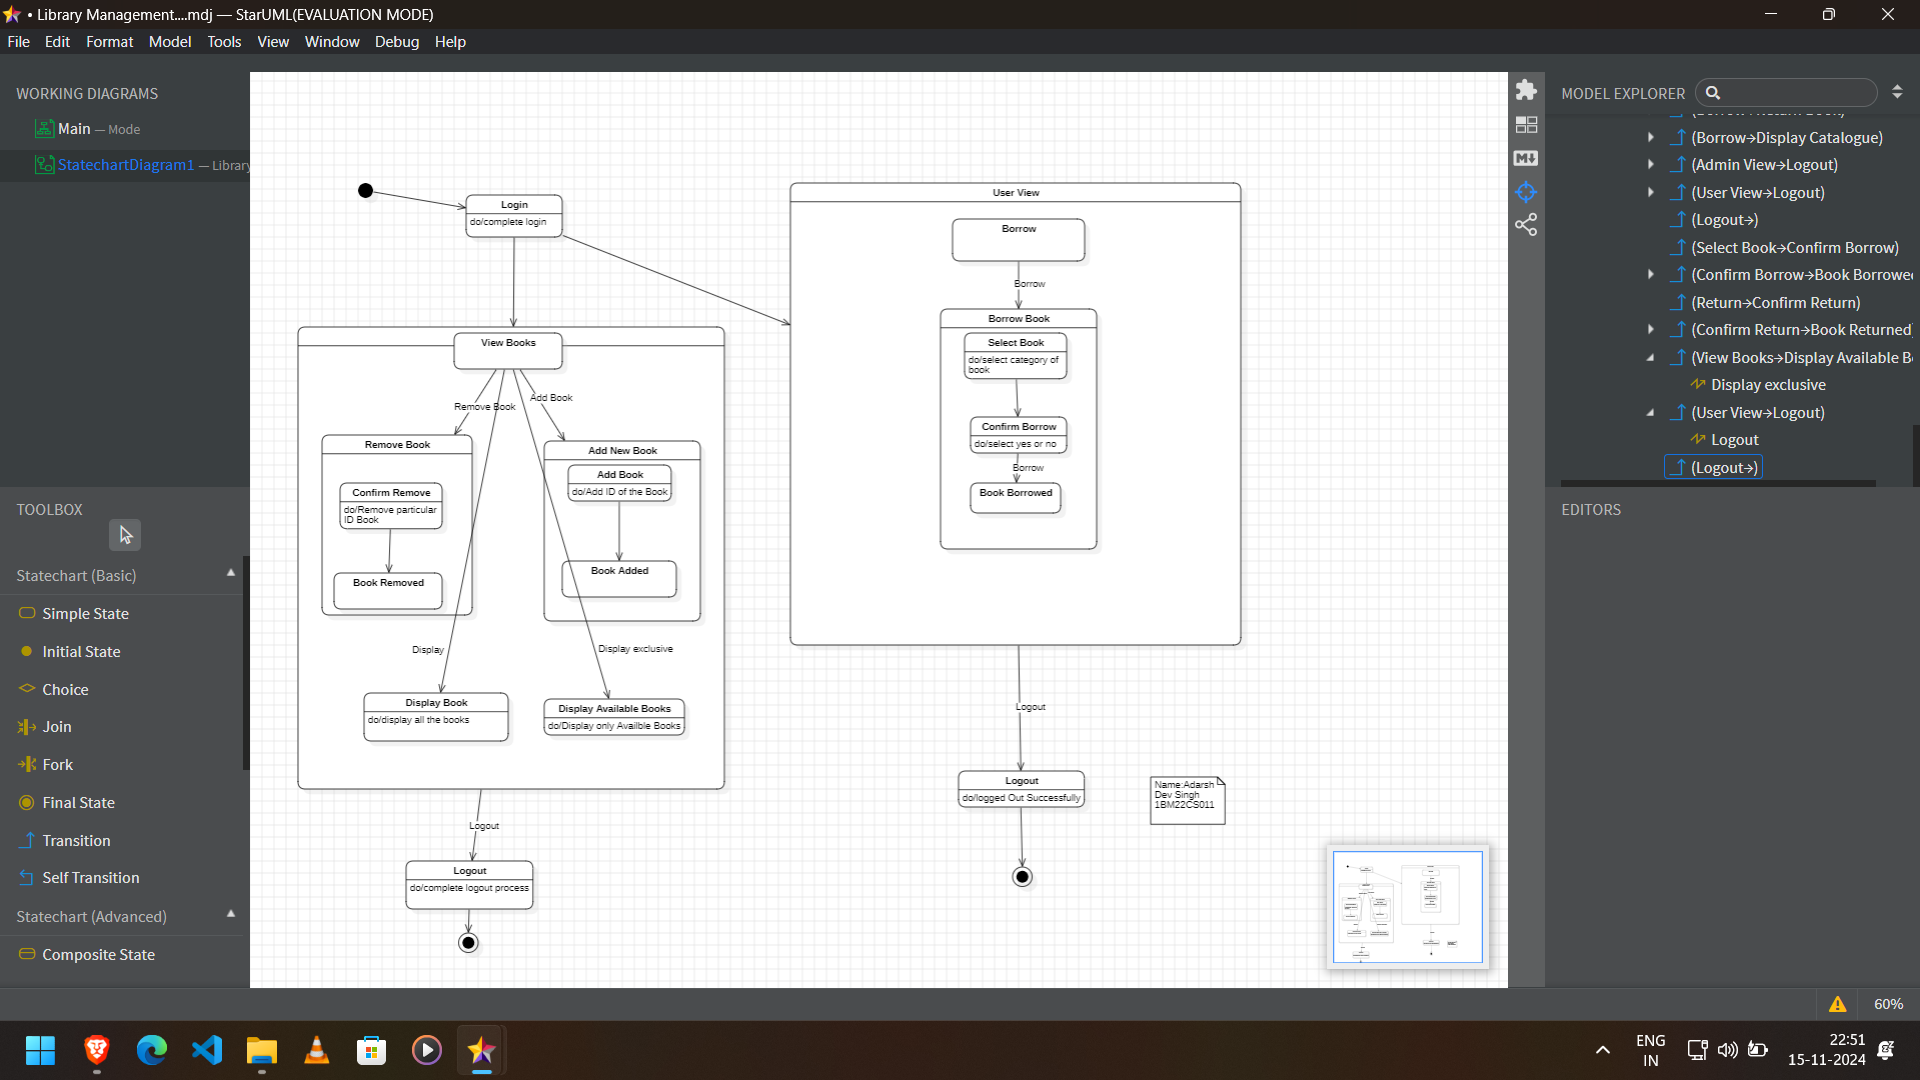 • Library Management....mdj — StarUML(EVALUATION MODE)
File Edit Format Model Tools View Window Debug Help
WORKING DIAGRAMS
Main — Mode
StatechartDiagram1 — Library
TOOLBOX
Statechart (Basic)
Simple State
Initial State
Choice
Join
Fork
Final State
Transition
Self Transition
Statechart (Advanced)
Composite State
Login
do/complete login
View Books
Remove Book
Add Book
Remove Book
Confirm Remove
do/Remove particular
ID Book
Book Removed
Add New Book
Add Book
do/Add ID of the Book
Book Added
Display
Display exclusive
Display Book
do/display all the books
Display Available Books
do/Display only Availble Books
Logout
Logout
do/complete logout process
User View
Borrow
Borrow
Borrow Book
Select Book
do/select category of
book
Confirm Borrow
do/select yes or no
Borrow
Book Borrowed
Logout
Logout
do/logged Out Successfully
Name:Adarsh
Dev Singh
1BM22CS011
MODEL EXPLORER
(Borrow→Display Catalogue)
(Admin View→Logout)
(User View→Logout)
(Logout→)
(Select Book→Confirm Borrow)
(Confirm Borrow→Book Borrowe
(Return→Confirm Return)
(Confirm Return→Book Returned
(View Books→Display Available B
Display exclusive
(User View→Logout)
Logout
(Logout→)
EDITORS
60%
ENG
IN
22:51
15-11-2024